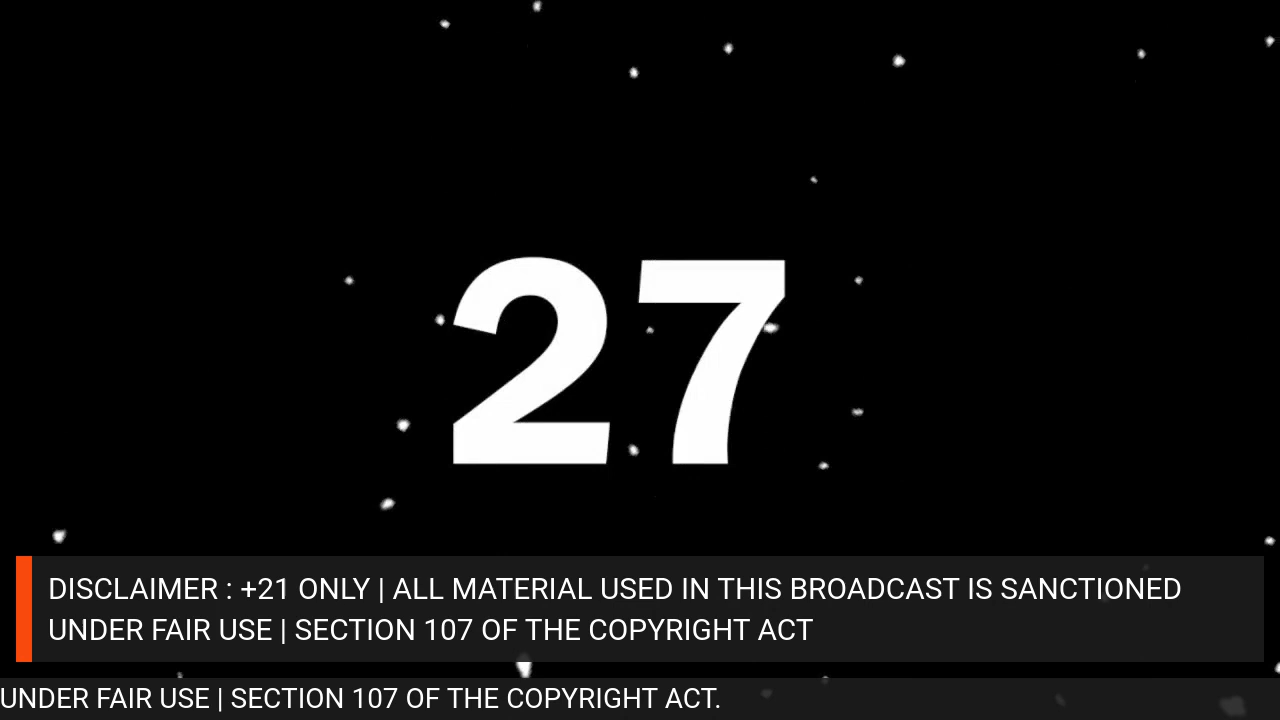 27
DISCLAIMER : +21 ONLY | ALL MATERIAL USED IN THIS BROADCAST IS SANCTIONED
UNDER FAIR USE | SECTION 107 OF THE COPYRIGHT ACT
UNDER FAIR USE | SECTION 107 OF THE COPYRIGHT ACT.